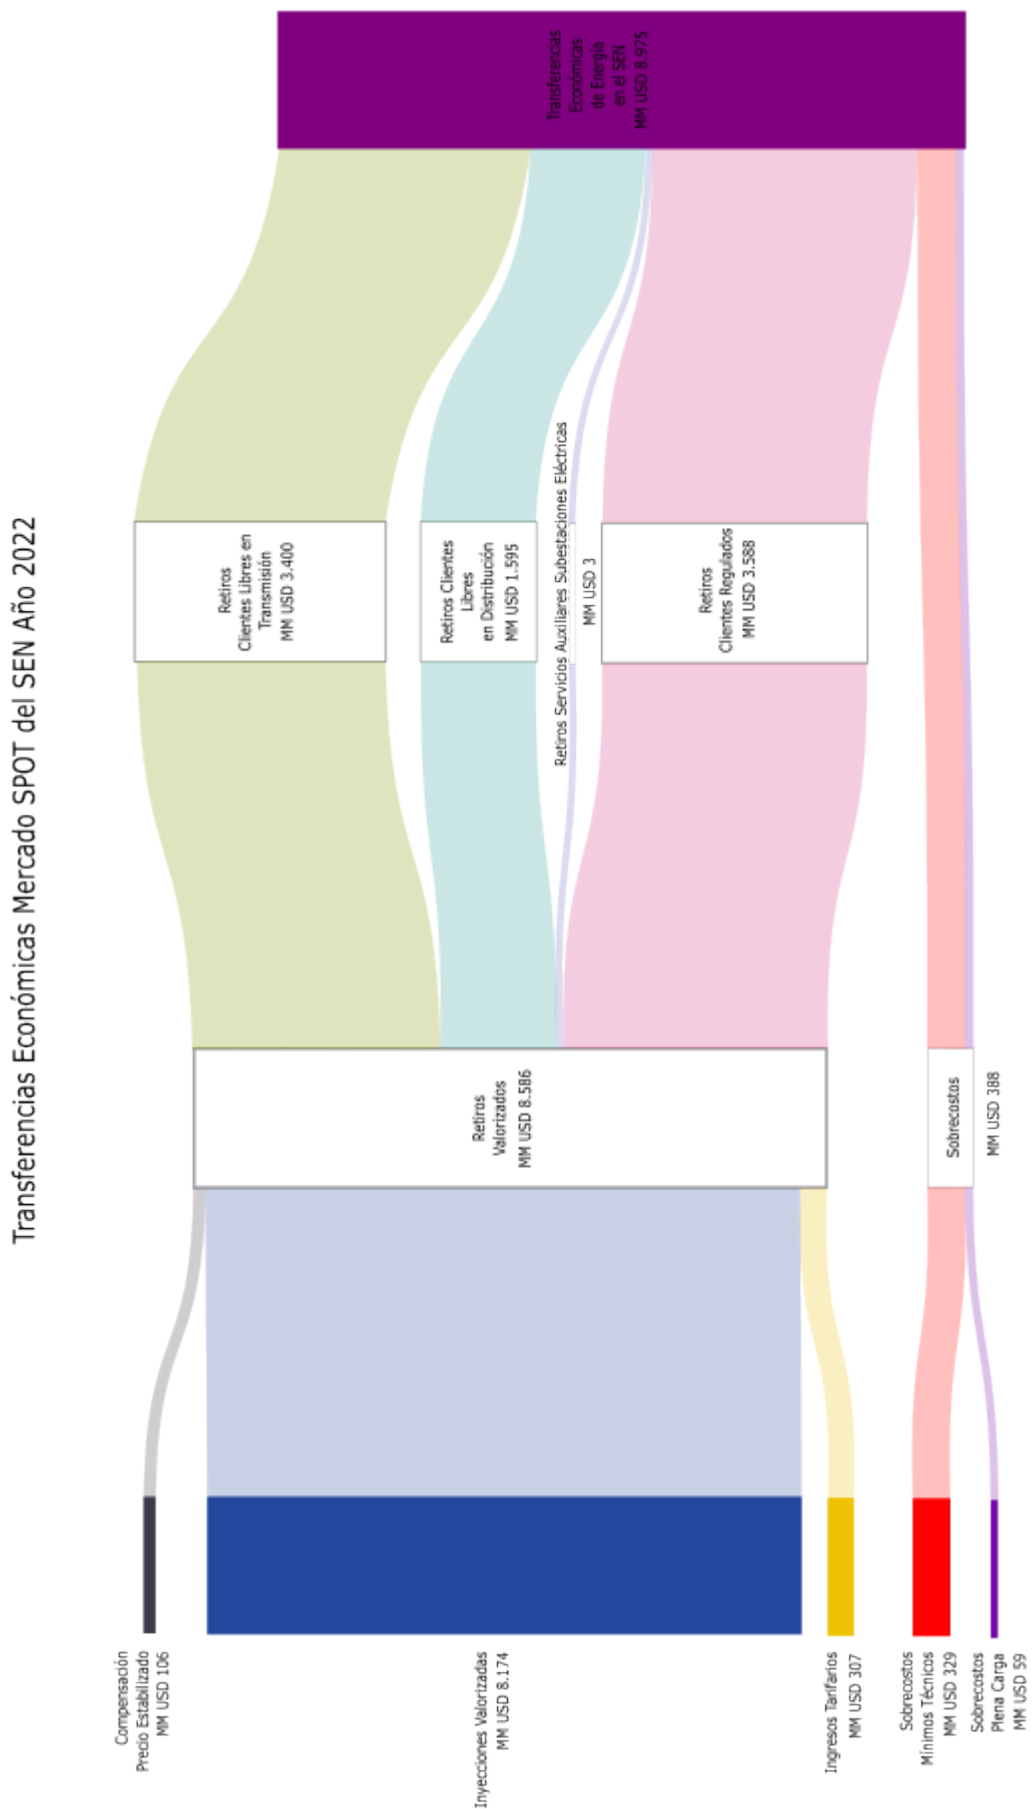 Transferencias Económicas Mercado SPOT del SEN Año 2022
Compensación
Precio Estabilizado
MM USD 106
Inyecciones Valorizadas
MM USD 8.174
Ingresos Tarifarios
MM USD 307
Sobrecostos
Mínimos Técnicos
MM USD 329
Sobrecostos
Plena Carga
MM USD 59
Retiros
Valorizados
MM USD 8.586
Sobrecostos
MM USD 388
Retiros
Clientes Libres en
Transmisión
MM USD 3.400
Retiros Clientes
Libres
en Distribución
MM USD 1.595
Retiros Servicios Auxiliares Subestaciones Eléctricas
MM USD 3
Retiros
Clientes Regulados
MM USD 3.588
Transferencias
Económicas
de Energía
en el SEN
MM USD 8.975